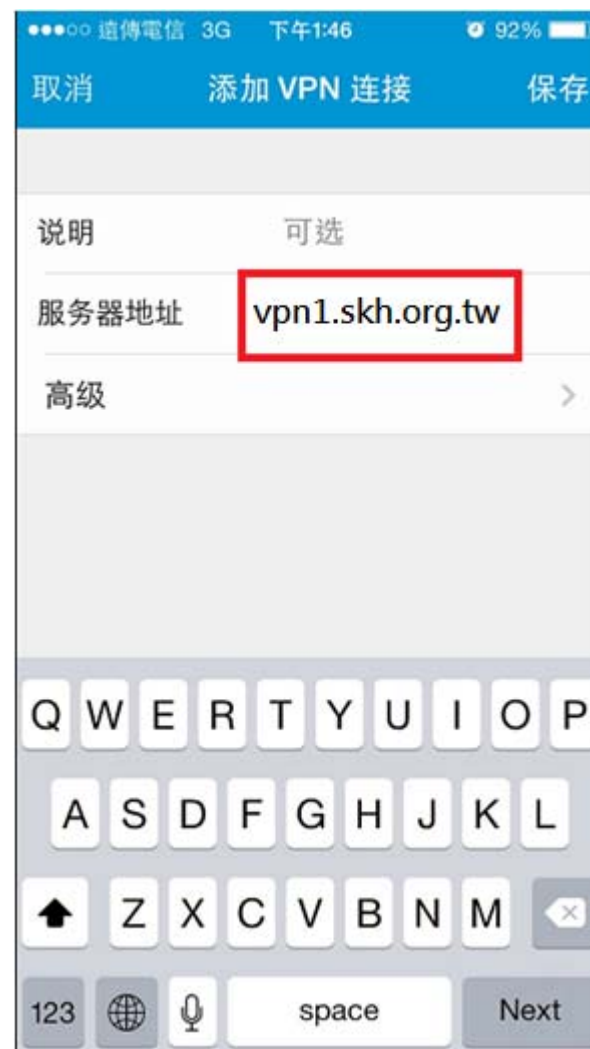 遠傳電信 3G 下午1:46 92%
取消 添加 VPN 连接 保存
说明 可选
服务器地址 vpn1.skh.org.tw
高级
Q W E R T Y U I O P
A S D F G H J K L
Z X C V B N M
123 space Next